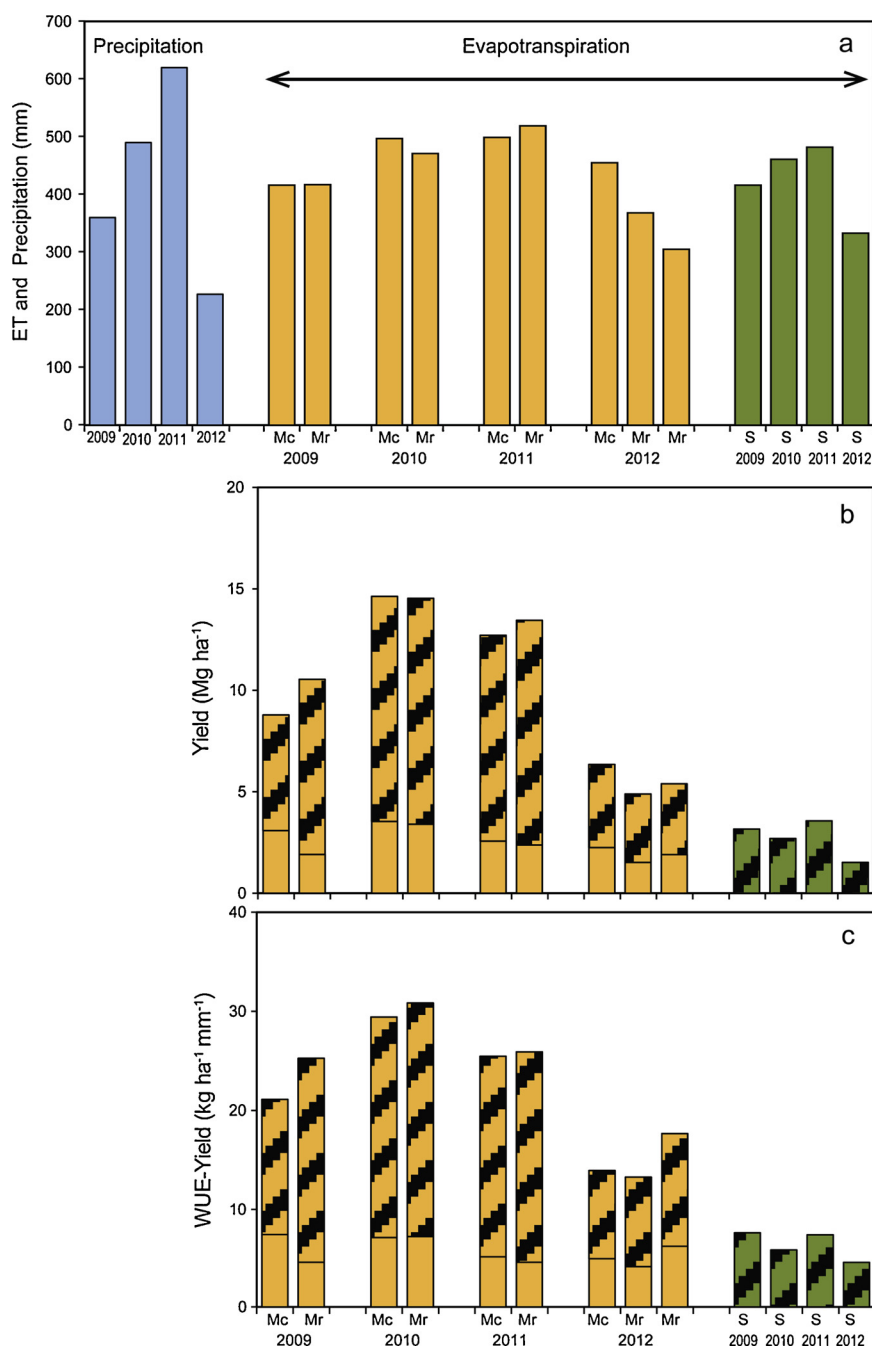 a
Precipitation Evapotranspiration
ET and Precipitation (mm)
700
600
500
400
300
200
100
0
2009 2010 2011 2012 Mc Mr Mc Mr Mc Mr Mc Mr Mr S S S S
2009 2010 2011 2012 2009 2010 2011 2012
b
Yield (Mg ha-1)
20
15
10
5
0
c
WUE-Yield (kg ha-1 mm-1)
40
30
20
10
0
Mc Mr Mc Mr Mc Mr Mc Mr Mr S S S S
2009 2010 2011 2012 2009 2010 2011 2012